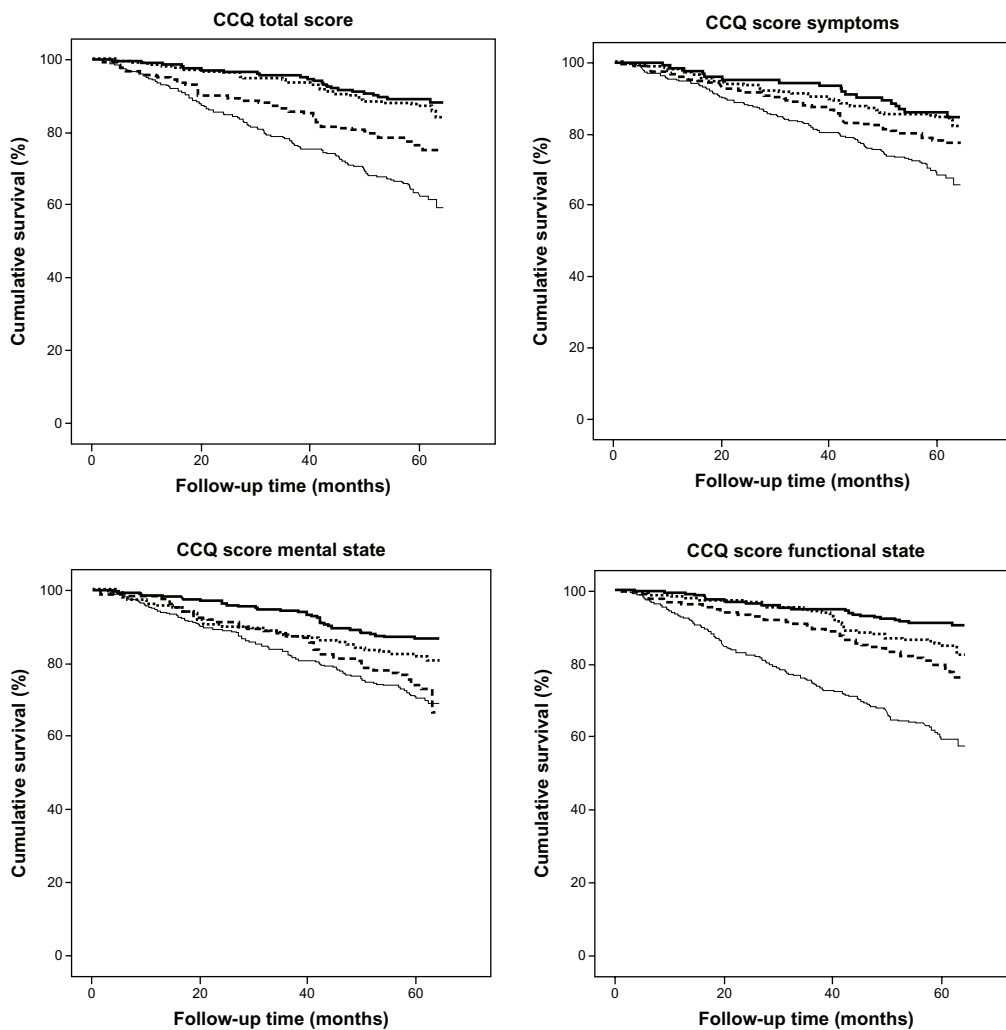 CCQ total score
Cumulative survival (%)
100
80
60
40
20
0
0 20 40 60
Follow-up time (months)
CCQ score symptoms
Cumulative survival (%)
100
80
60
40
20
0
0 20 40 60
Follow-up time (months)
CCQ score mental state
Cumulative survival (%)
100
80
60
40
20
0
0 20 40 60
Follow-up time (months)
CCQ score functional state
Cumulative survival (%)
100
80
60
40
20
0
0 20 40 60
Follow-up time (months)